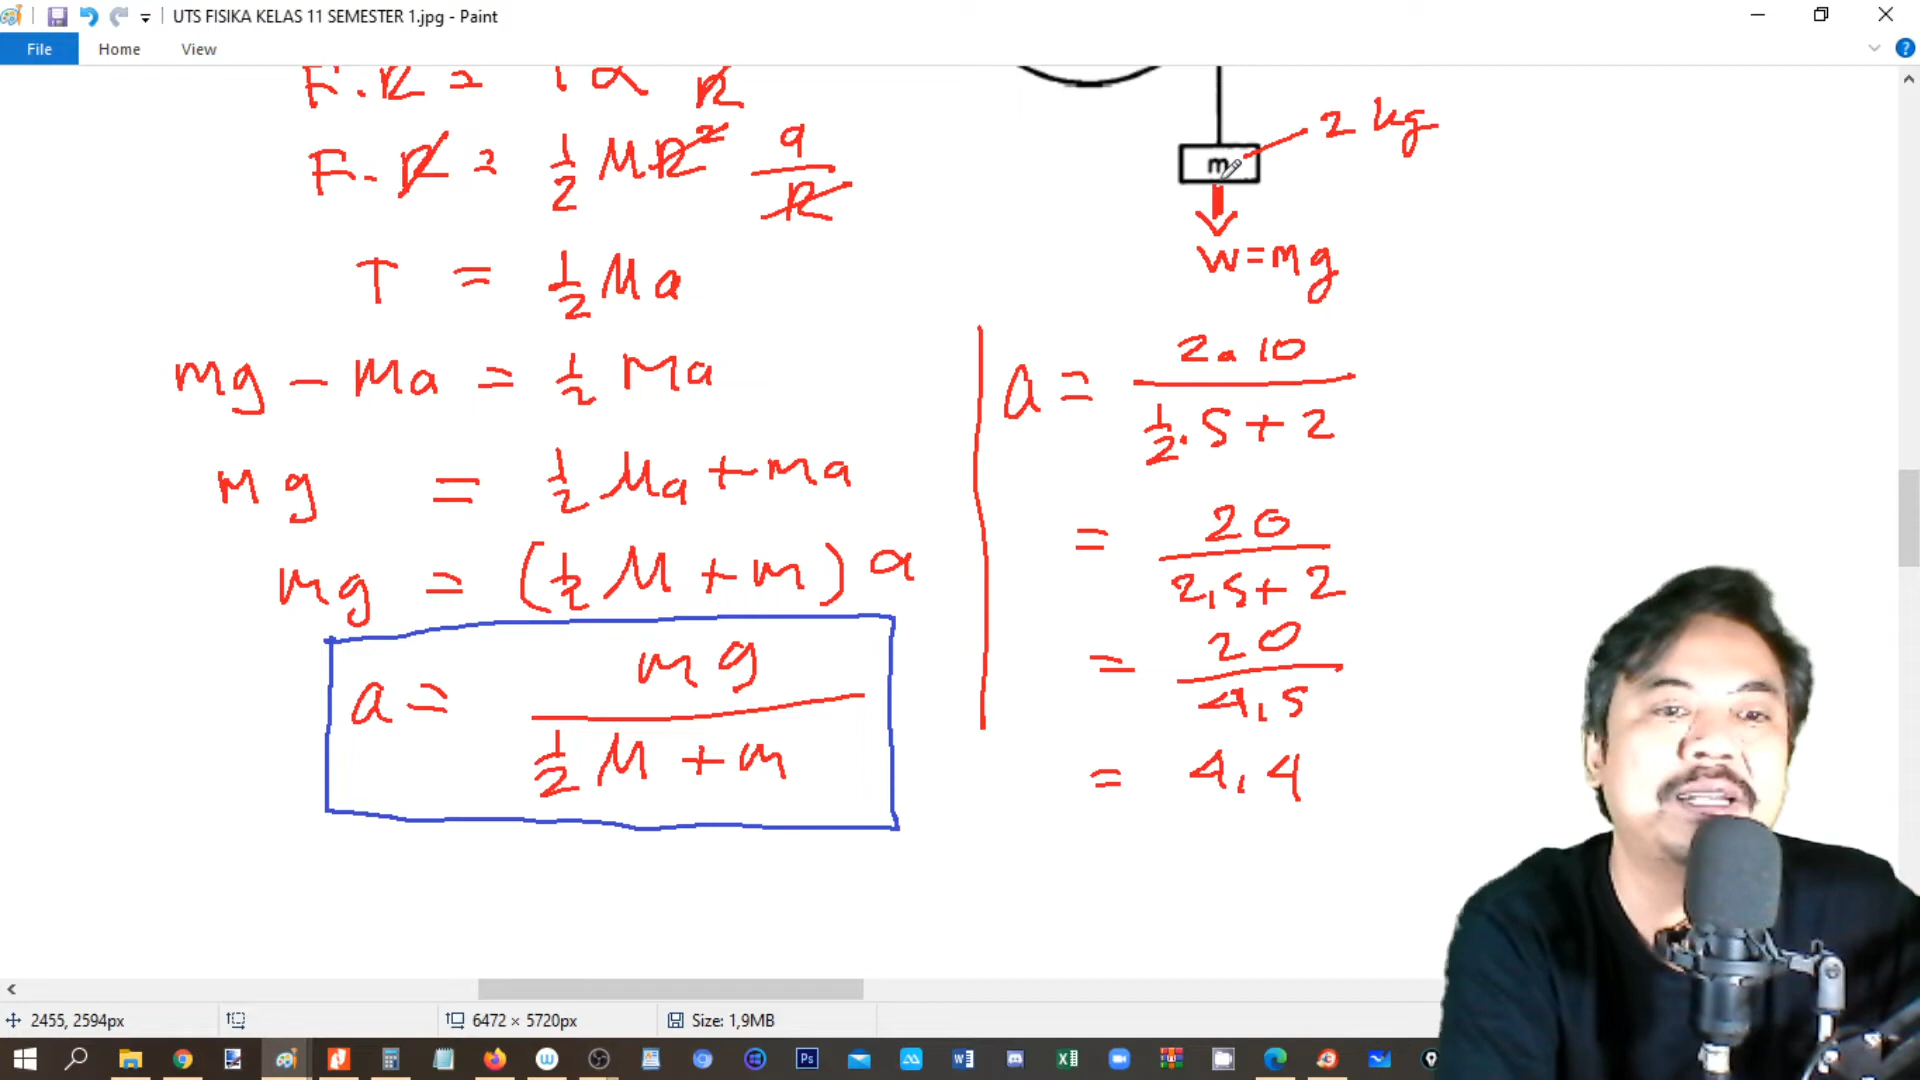 UTS FISIKA KELAS 11 SEMESTER 1.jpg - Paint
File Home View
F.R = I α R
F.R = 1/2 MR² a/R
T = 1/2 Ma
mg - Ma = 1/2 Ma
mg = 1/2 Ma + ma
mg = (1/2 M + m) a
a = mg / 1/2 M + m
2 kg
m
W = mg
a = 2.10 / 1/2.5 + 2
= 20 / 2,5 + 2
= 20 / 4,5
= 4,4
2455, 2594px
6472 × 5720px
Size: 1,9MB
Ps